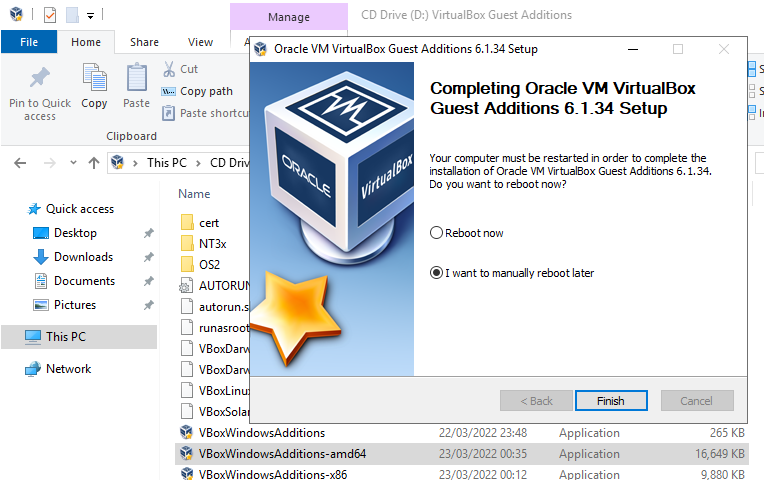 Manage
CD Drive (D:) VirtualBox Guest Additions
File
Home
Share
View
Oracle VM VirtualBox Guest Additions 6.1.34 Setup
Pin to Quick
access
Copy
Paste
Cut
Copy path
Paste shortcu
Clipboard
This PC
CD Drive
Completing Oracle VM VirtualBox
Guest Additions 6.1.34 Setup
Your computer must be restarted in order to complete the
installation of Oracle VM VirtualBox Guest Additions 6.1.34.
Do you want to reboot now?
Reboot now
I want to manually reboot later
< Back
Finish
Cancel
ORACLE
VirtualBox
Quick access
Desktop
Downloads
Documents
Pictures
This PC
Network
Name
cert
NT3x
OS2
AUTORUN
autorun.s
runasroot
VBoxDarw
VBoxDarw
VBoxLinux
VBoxSolar
VBoxWindowsAdditions 22/03/2022 23:48 Application 265 KB
VBoxWindowsAdditions-amd64 23/03/2022 00:35 Application 16,649 KB
VBoxWindowsAdditions-x86 23/03/2022 00:12 Application 9,880 KB